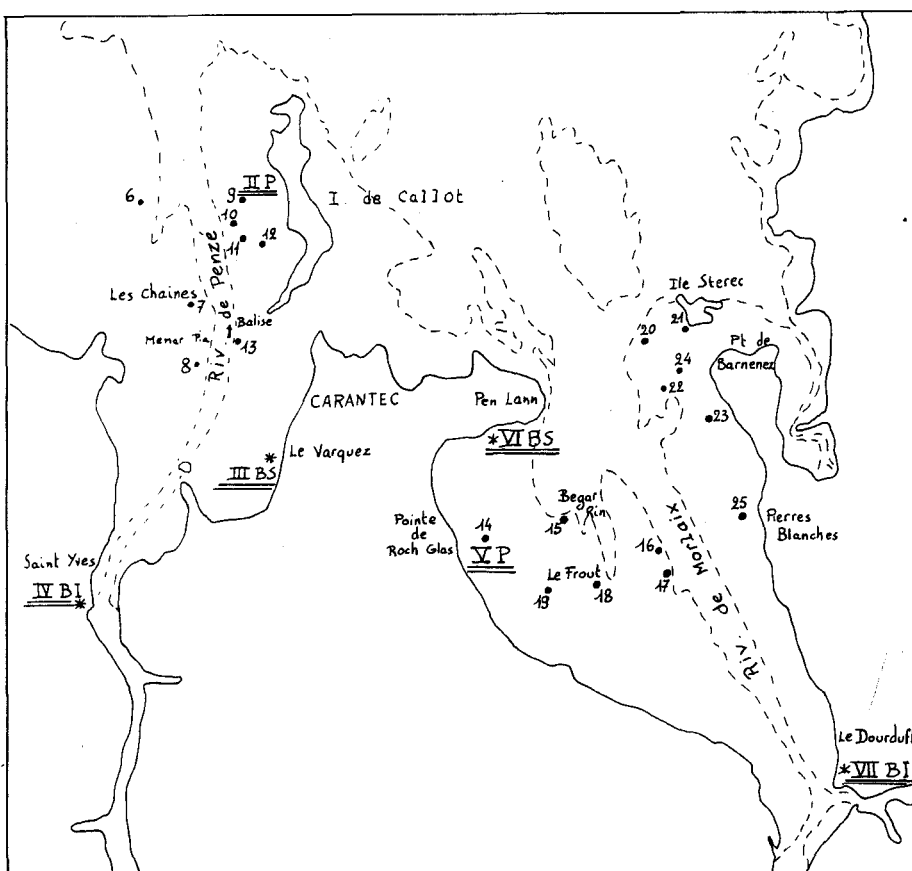 6
9
II P
I. de Callot
10
11
12
Riv. de Penze
Les Chaines
7
Balise
13
8
CARANTEC
Pen Lann
* VI BS
* Le Varquez
III BS
Saint Yves
IV BI
*
Pointe
de
Roch Glas
14
V P
Begar
Rin
15
Le Frout
19
18
16
17
Riv. de Morlaix
Ile Sterec
21
20
Pt de
Barnenez
24
22
23
25
Pierres
Blanches
Le Dourduff
* VII BI